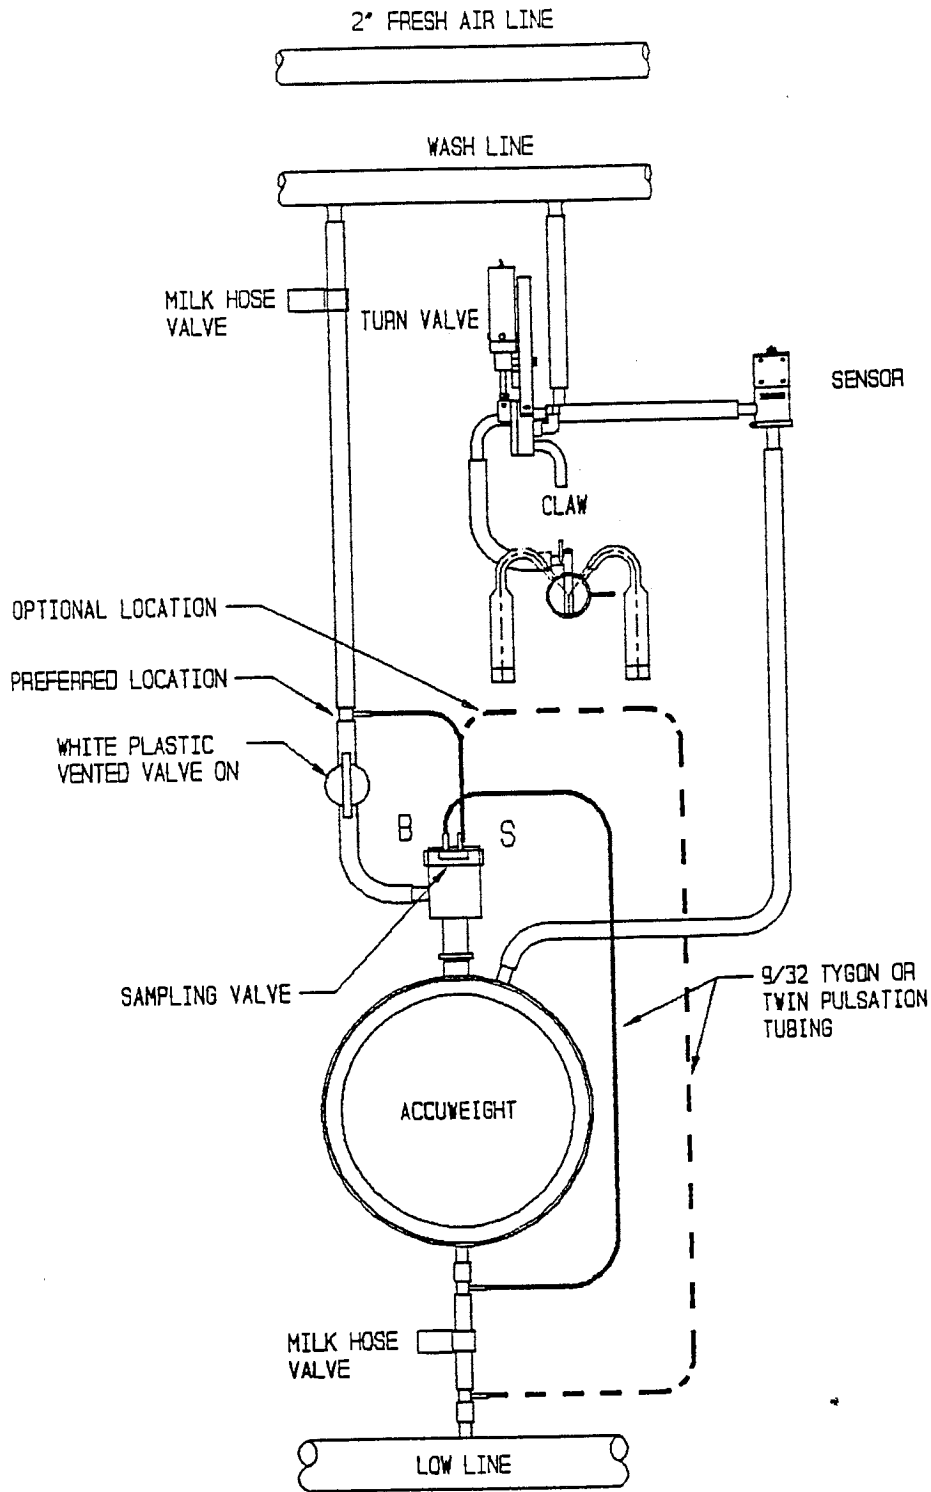 2" FRESH AIR LINE
WASH LINE
MILK HOSE
VALVE
TURN VALVE
SENSOR
CLAW
OPTIONAL LOCATION
PREFERRED LOCATION
WHITE PLASTIC
VENTED VALVE ON
B
S
SAMPLING VALVE
9/32 TYGON OR
TWIN PULSATION
TUBING
ACCUWEIGHT
MILK HOSE
VALVE
LOW LINE